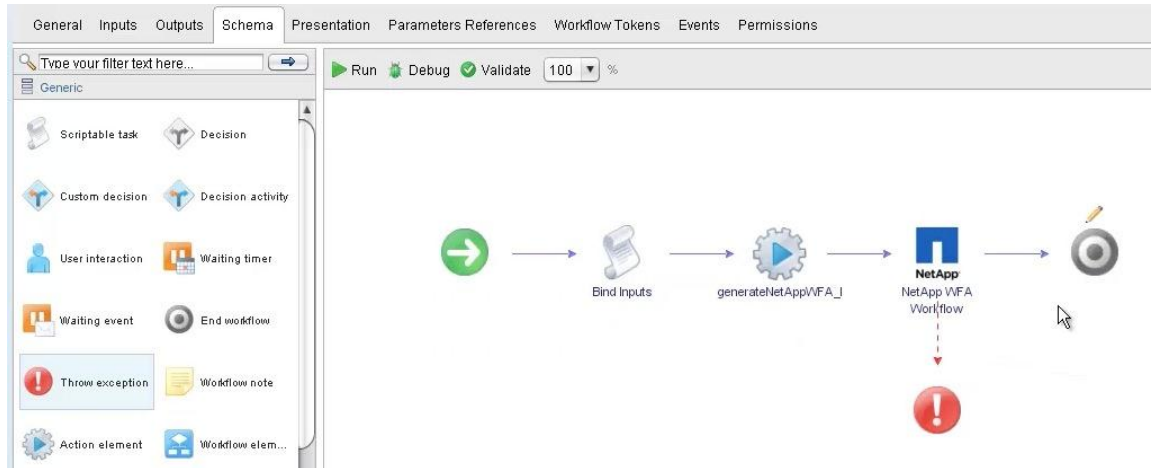 General Inputs Outputs Schema Presentation Parameters References Workflow Tokens Events Permissions
Type your filter text here...
Generic
Scriptable task Decision
Custom decision Decision activity
User interaction Waiting timer
Waiting event End workflow
Throw exception Workflow note
Action element Workflow elem...
Run Debug Validate 100 %
Bind Inputs
generateNetAppWFA_I
NetApp
NetApp WFA
Workflow